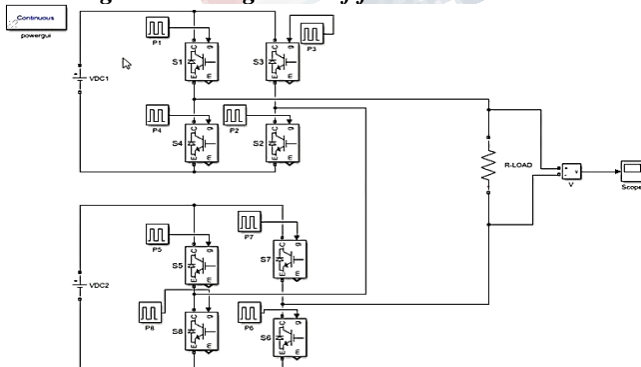 Continuous
powergui
P1
P3
S1
S3
VDC1
P4
P2
S4
S2
R-LOAD
V
Scope
P5
P7
S5
S7
VDC2
P8
P6
S8
S6